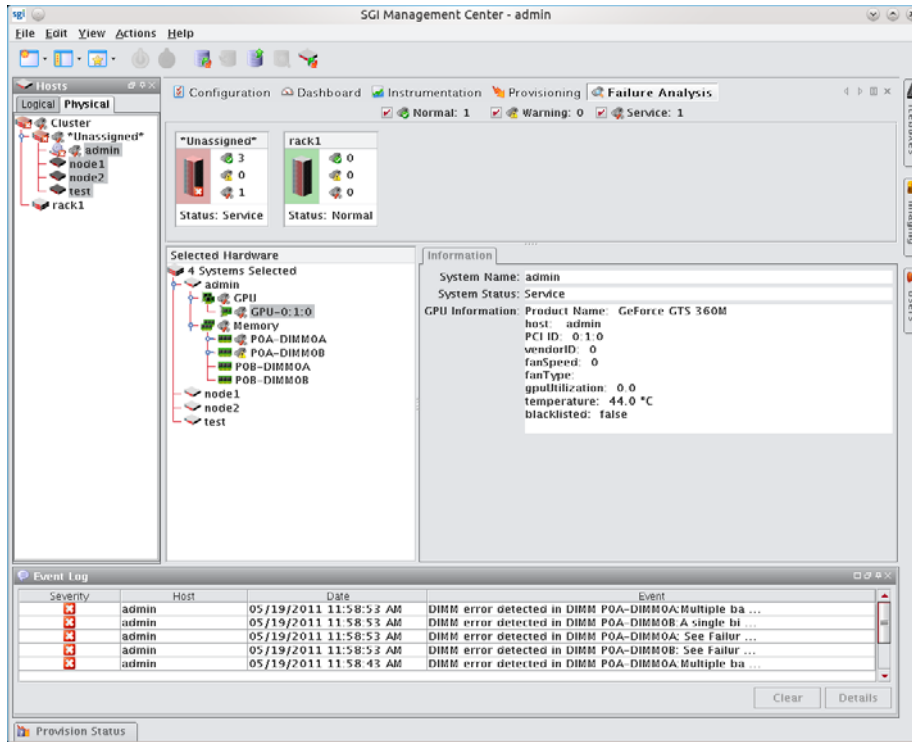 sgi
SGI Management Center - admin
File Edit View Actions Help
Hosts
Logical Physical
Cluster
*Unassigned*
admin
node1
node2
test
rack1
Configuration Dashboard Instrumentation Provisioning Failure Analysis
Normal: 1 Warning: 0 Service: 1
*Unassigned*
3
0
1
Status: Service
rack1
0
0
0
Status: Normal
Selected Hardware
4 Systems Selected
admin
GPU
GPU-0:1:0
Memory
P0A-DIMM0A
P0A-DIMM0B
P0B-DIMM0A
P0B-DIMM0B
node1
node2
test
Information
System Name: admin
System Status: Service
GPU Information: Product Name: GeForce GTS 360M
host: admin
PCI ID: 0:1:0
vendorID: 0
fanSpeed: 0
fanType:
gpuUtilization: 0.0
temperature: 44.0 °C
blacklisted: false
Imaging
Users
Event Log
Severity Host Date Event
admin 05/19/2011 11:58:53 AM DIMM error detected in DIMM P0A-DIMM0A:Multiple ba ...
admin 05/19/2011 11:58:53 AM DIMM error detected in DIMM P0A-DIMM0B:A single bi ...
admin 05/19/2011 11:58:53 AM DIMM error detected in DIMM P0A-DIMM0A: See Failur ...
admin 05/19/2011 11:58:53 AM DIMM error detected in DIMM P0A-DIMM0B: See Failur ...
admin 05/19/2011 11:58:43 AM DIMM error detected in DIMM P0A-DIMM0A:Multiple ba ...
Clear Details
Provision Status